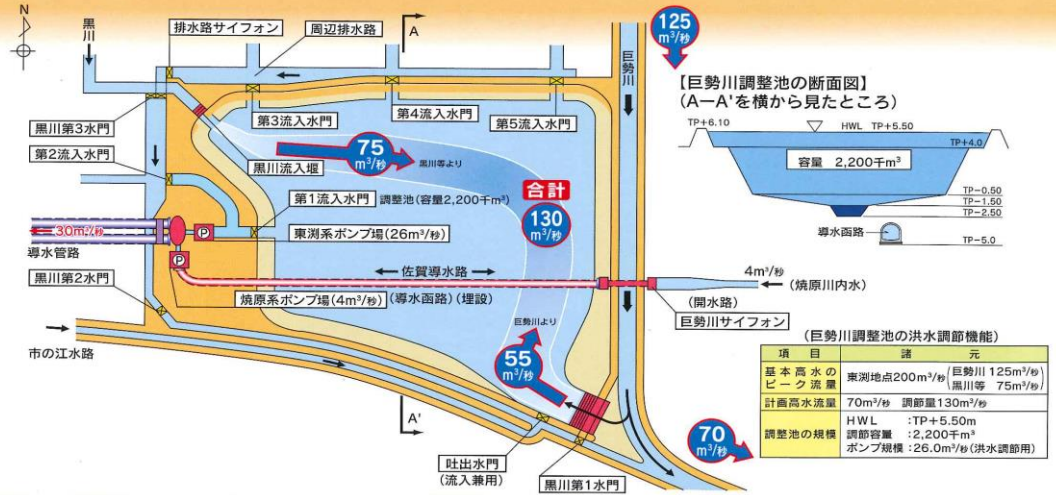 N
黒川
排水路サイフォン
周辺排水路
A
125
m³/秒
巨勢川
【巨勢川調整池の断面図】
(A－A'を横から見たところ)
TP+6.10
HWL TP+5.50
TP+4.0
容量 2,200千m³
TP－0.50
TP－1.50
TP－2.50
導水函路
TP－5.0
黒川第3水門
第2流入水門
第3流入水門
第4流入水門
第5流入水門
黒川流入堰
75
m³/秒
黒川等より
合計
130
m³/秒
第1流入水門
調整池(容量2,200千m³)
30m³/秒
P
東渕系ポンプ場(26m³/秒)
導水管路
P
黒川第2水門
佐賀導水路
4m³/秒
(焼原川内水)
焼原系ポンプ場(4m³/秒)
(導水函路)(埋設)
(開水路)
巨勢川サイフォン
市の江水路
巨勢川より
55
m³/秒
A'
吐出水門
(流入兼用)
黒川第1水門
70
m³/秒
(巨勢川調整池の洪水調節機能)
項 目 諸 元
基本高水のピーク流量 東渕地点200m³/秒(巨勢川 125m³/秒 黒川等 75m³/秒)
計画高水流量 70m³/秒 調節量130m³/秒
調整池の規模 HWL :TP+5.50m
調節容量 :2,200千m³
ポンプ規模:26.0m³/秒(洪水調節用)